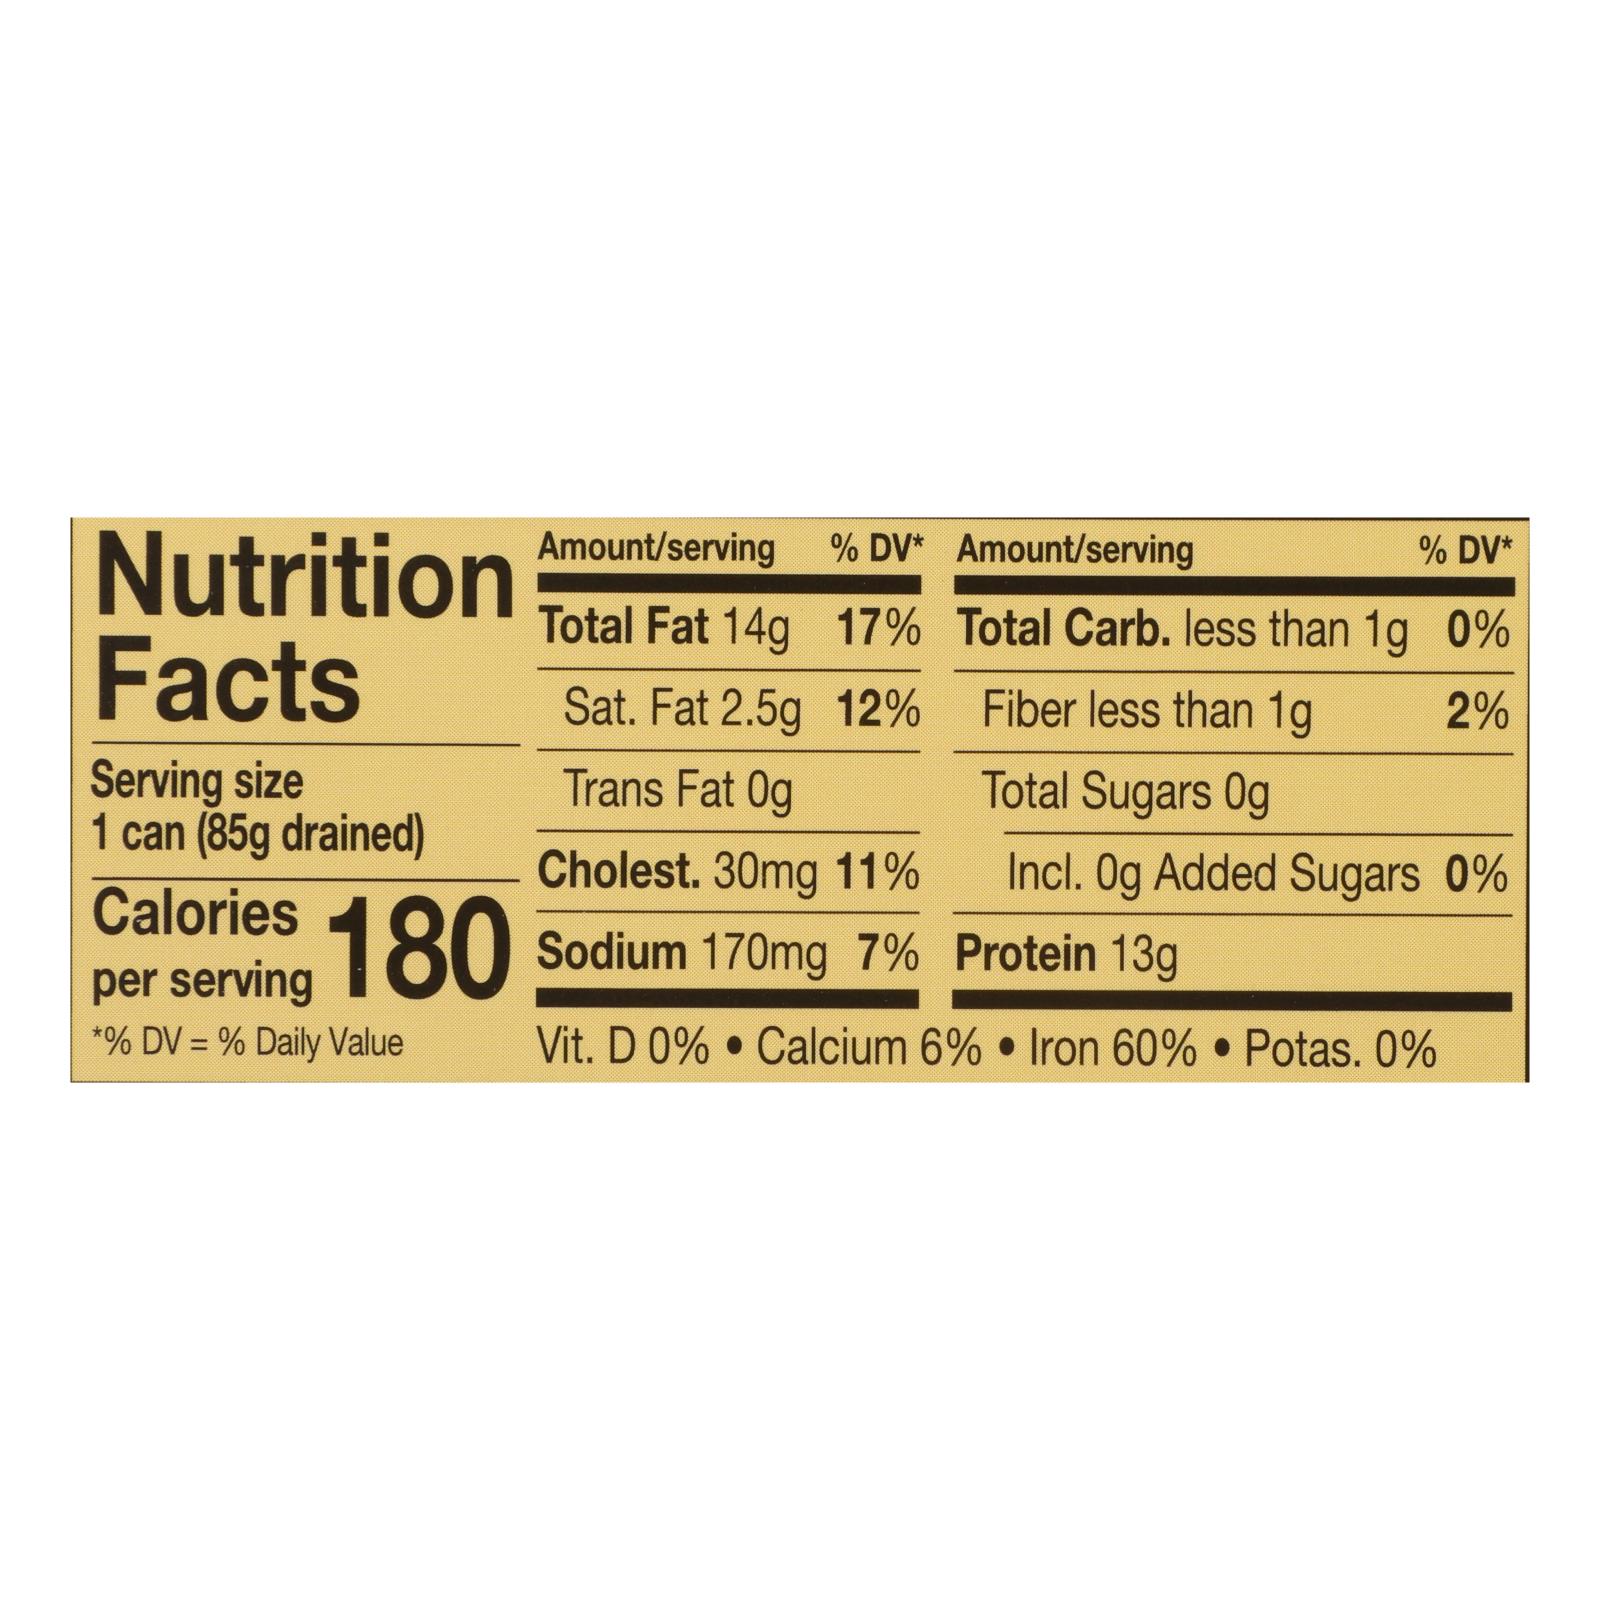 Nutrition
Facts
Serving size
1 can (85g drained)
Calories
per serving 180
*% DV = % Daily Value
Amount/serving % DV*
Total Fat 14g 17%
Sat. Fat 2.5g 12%
Trans Fat 0g
Cholest. 30mg 11%
Sodium 170mg 7%
Amount/serving % DV*
Total Carb. less than 1g 0%
Fiber less than 1g 2%
Total Sugars 0g
Incl. 0g Added Sugars 0%
Protein 13g
Vit. D 0% • Calcium 6% • Iron 60% • Potas. 0%